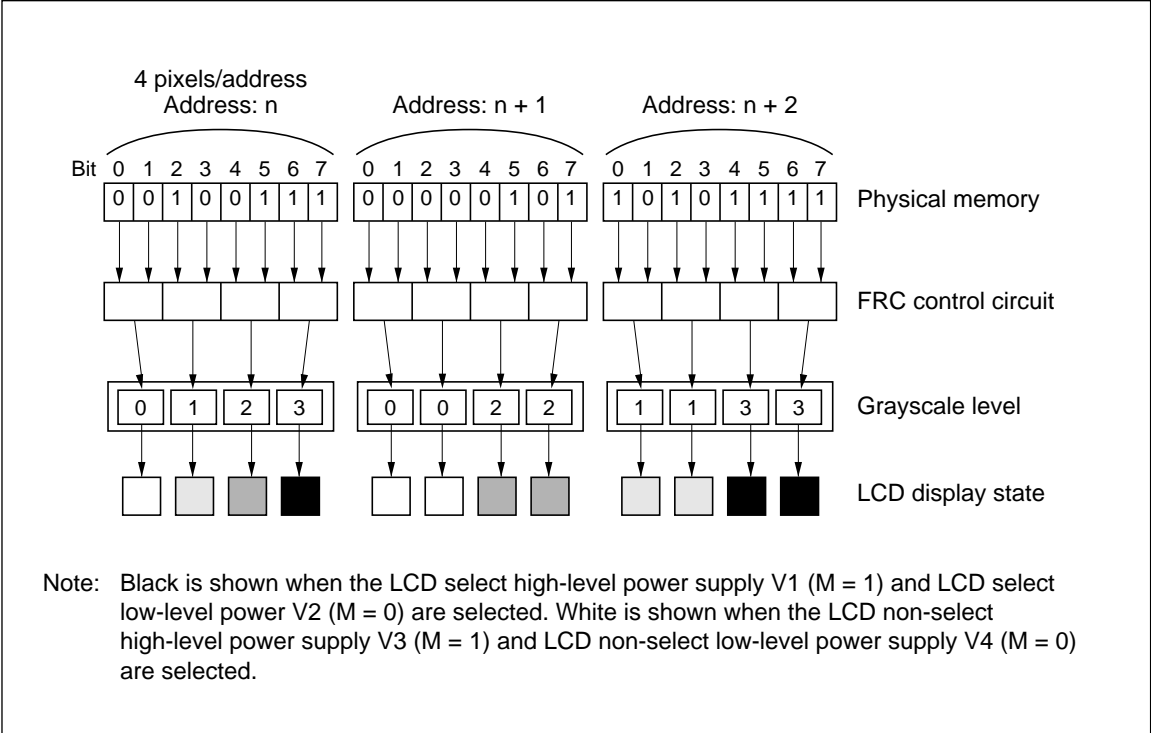 4 pixels/address
Address: n
Address: n + 1
Address: n + 2
Bit 0 1 2 3 4 5 6 7 0 1 2 3 4 5 6 7 0 1 2 3 4 5 6 7
0 0 1 0 0 1 1 1 0 0 0 0 0 1 0 1 1 0 1 0 1 1 1 1 Physical memory
FRC control circuit
0 1 2 3 0 0 2 2 1 1 3 3 Grayscale level
LCD display state
Note: Black is shown when the LCD select high-level power supply V1 (M = 1) and LCD select
low-level power V2 (M = 0) are selected. White is shown when the LCD non-select
high-level power supply V3 (M = 1) and LCD non-select low-level power supply V4 (M = 0)
are selected.